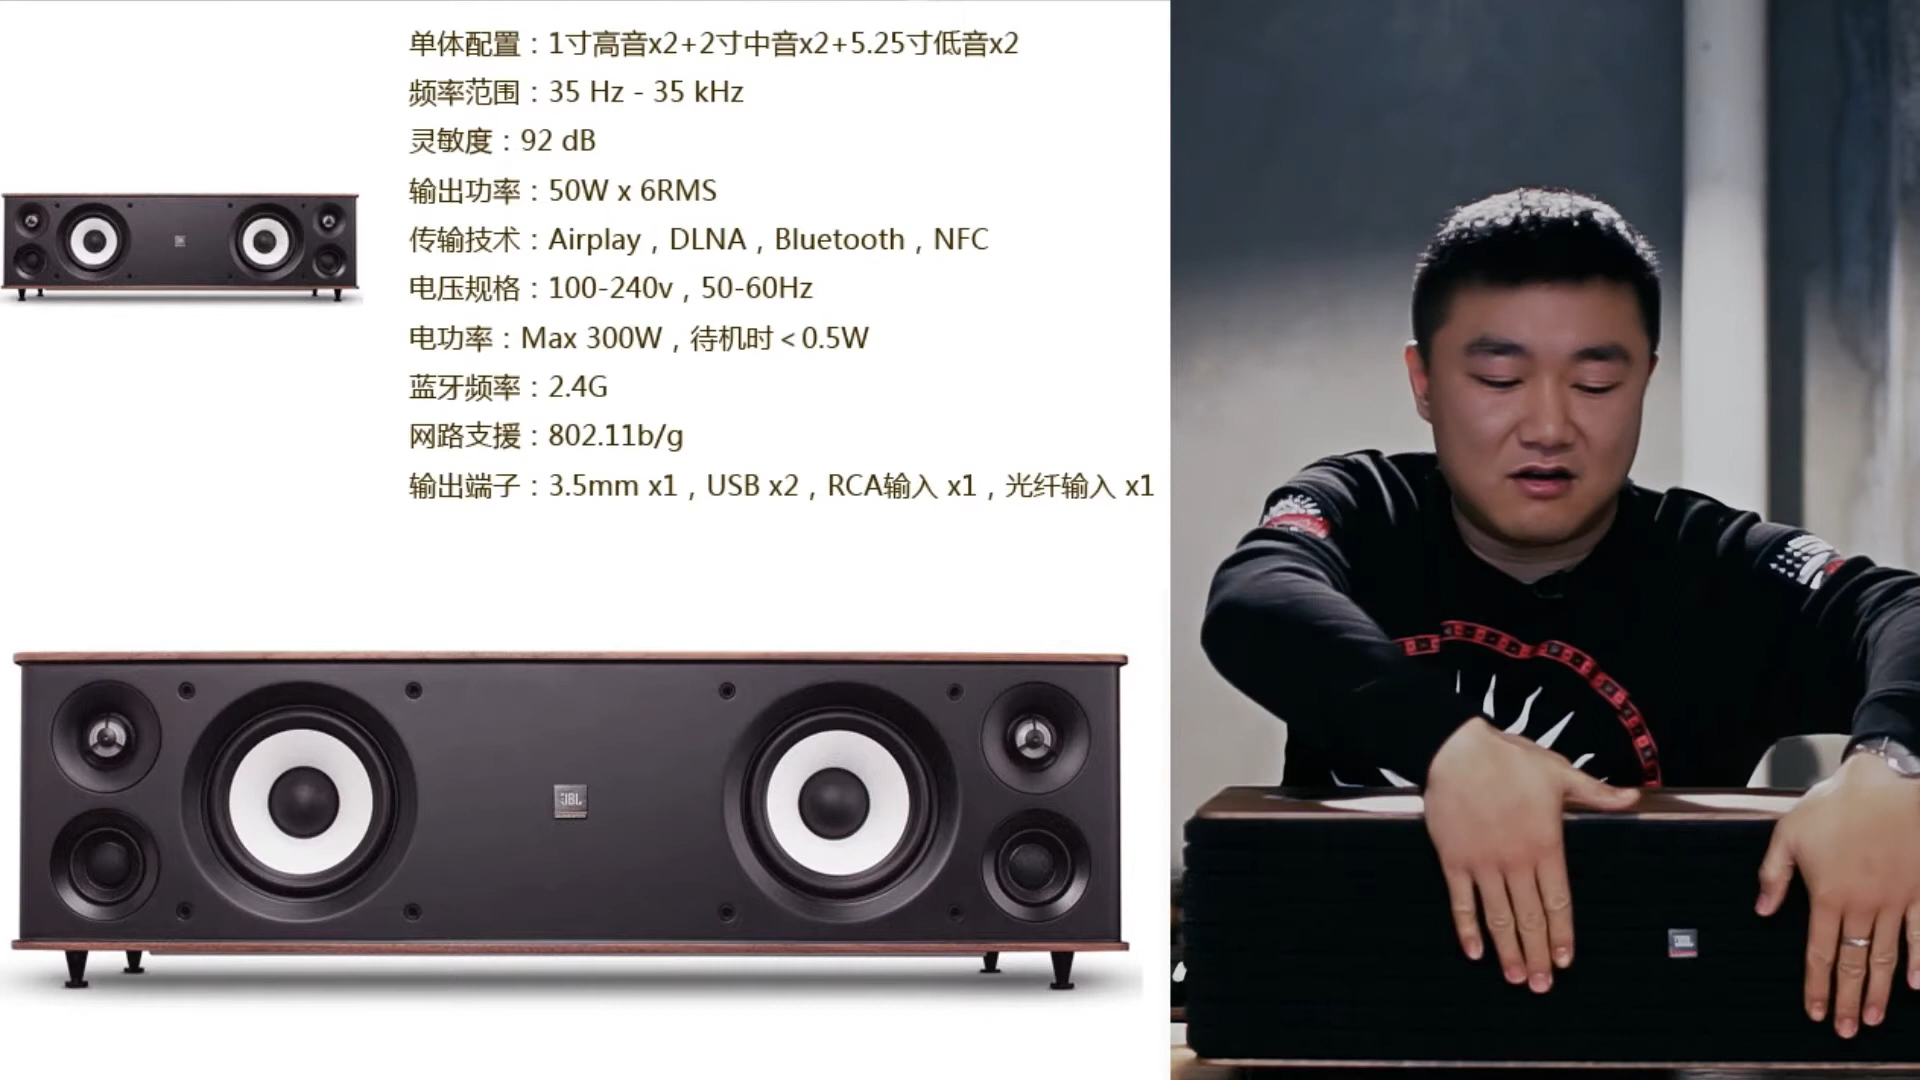 单体配置：1寸高音x2+2寸中音x2+5.25寸低音x2
频率范围：35 Hz - 35 kHz
灵敏度：92 dB
输出功率：50W x 6RMS
传输技术：Airplay，DLNA，Bluetooth，NFC
电压规格：100-240v，50-60Hz
电功率：Max 300W，待机时＜0.5W
蓝牙频率：2.4G
网路支援：802.11b/g
输出端子：3.5mm x1，USB x2，RCA输入 x1，光纤输入 x1
JBL